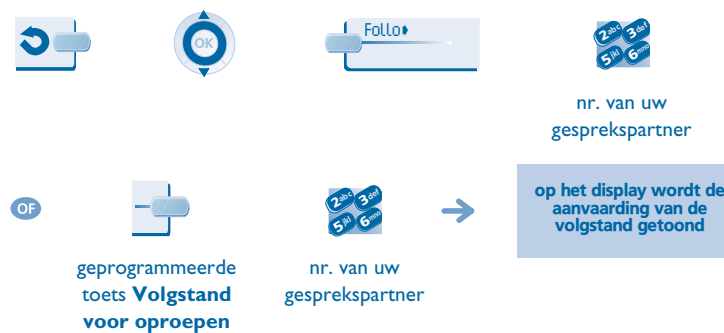 OK
Follo➧
2abc 3def
5jkl 6mno
nr. van uw
gesprekspartner
OF
2abc 3def
5jkl 6mno
op het display wordt de
aanvaarding van de
volgstand getoond
geprogrammeerde
toets Volgstand
voor oproepen
nr. van uw
gesprekspartner